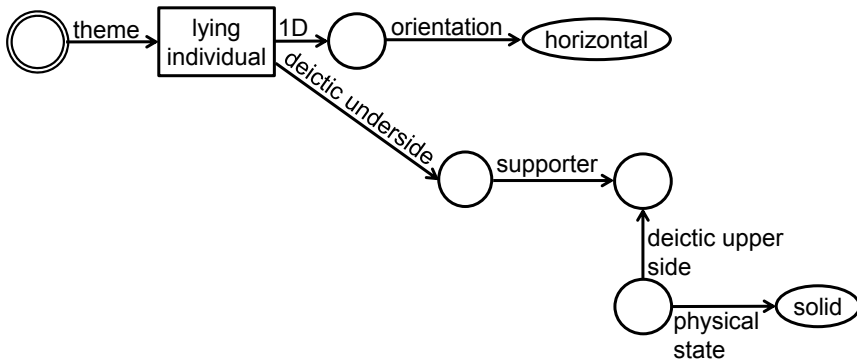 theme
lying
individual
1D
orientation
horizontal
deictic underside
supporter
deictic upper
side
physical
state
solid